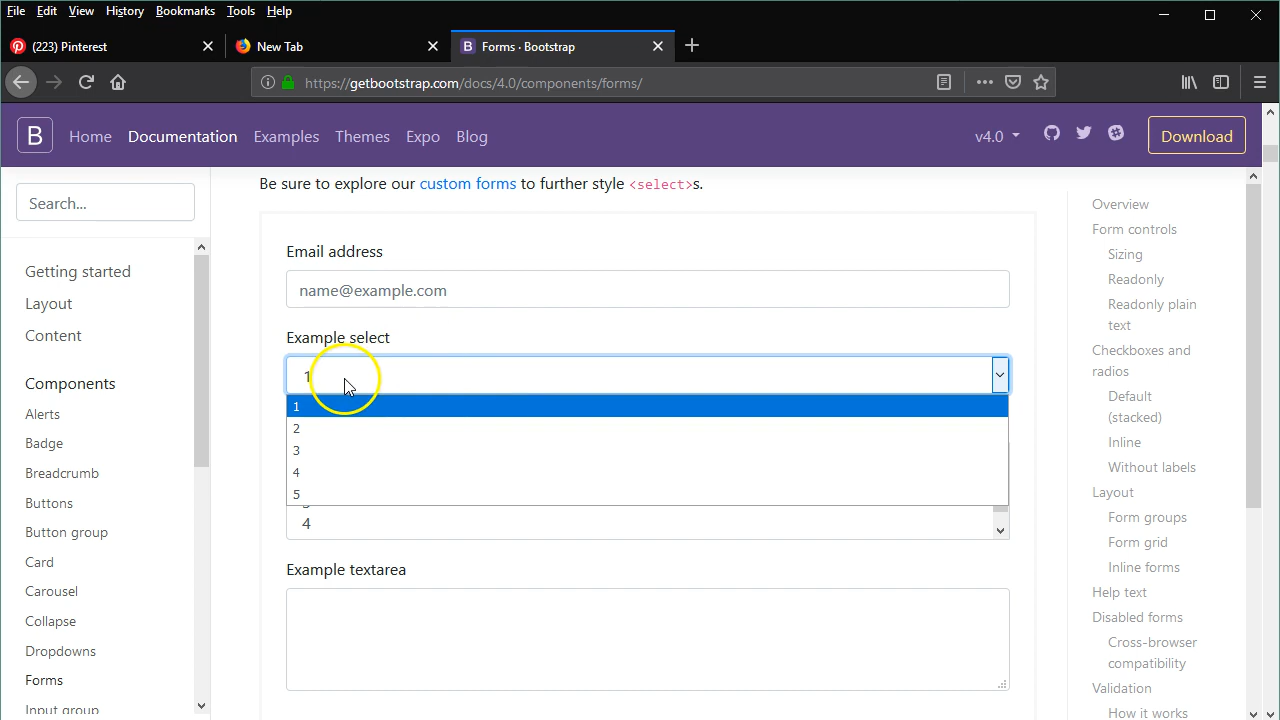 File Edit View History Bookmarks Tools Help
(223) Pinterest
New Tab
B Forms · Bootstrap
https://getbootstrap.com/docs/4.0/components/forms/
B Home Documentation Examples Themes Expo Blog v4.0 Download
Search...
Getting started
Layout
Content
Components
Alerts
Badge
Breadcrumb
Buttons
Button group
Card
Carousel
Collapse
Dropdowns
Forms
Input group
Be sure to explore our custom forms to further style <select>s.
Email address
name@example.com
Example select
1
1
2
3
4
5
4
Example textarea
Overview
Form controls
Sizing
Readonly
Readonly plain
text
Checkboxes and
radios
Default
(stacked)
Inline
Without labels
Layout
Form groups
Form grid
Inline forms
Help text
Disabled forms
Cross-browser
compatibility
Validation
How it works